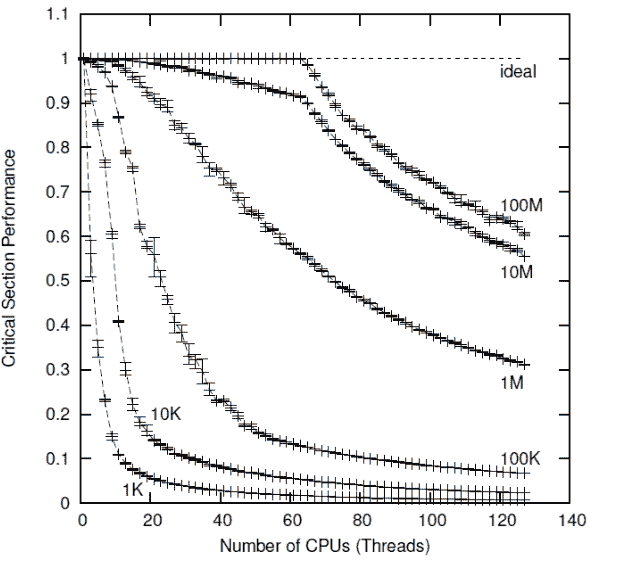 1.1
1
0.9
0.8
0.7
0.6
0.5
0.4
0.3
0.2
0.1
0
Critical Section Performance
ideal
100M
10M
1M
100K
10K
1K
0 20 40 60 80 100 120 140
Number of CPUs (Threads)